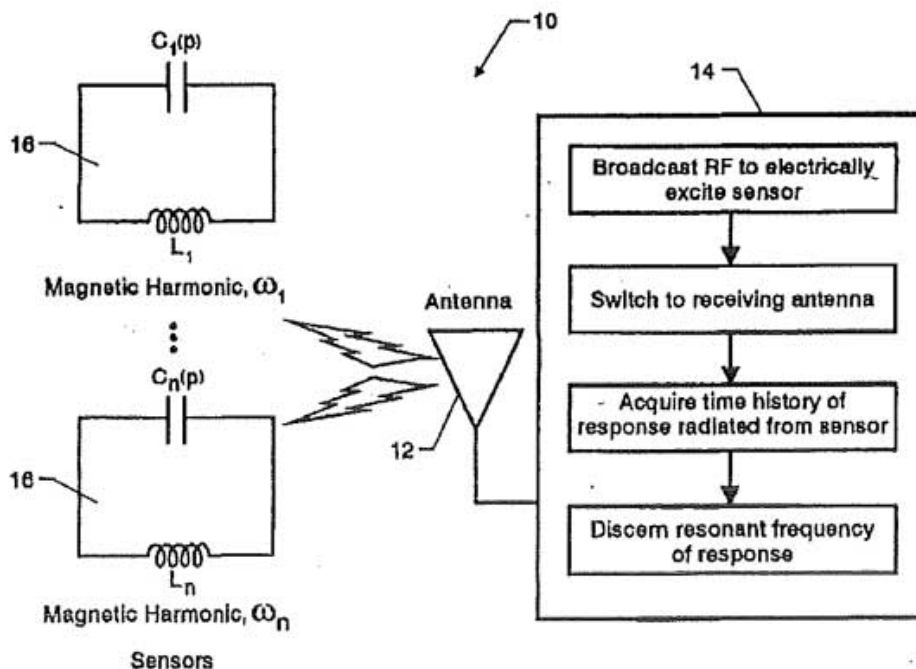 C1(p)
10
14
16
L1
Magnetic Harmonic, ω1
Broadcast RF to electrically
excite sensor
Switch to receiving antenna
Antenna
Cn(p)
12
Acquire time history of
response radiated from sensor
16
Discern resonant frequency
of response
Ln
Magnetic Harmonic, ωn
Sensors